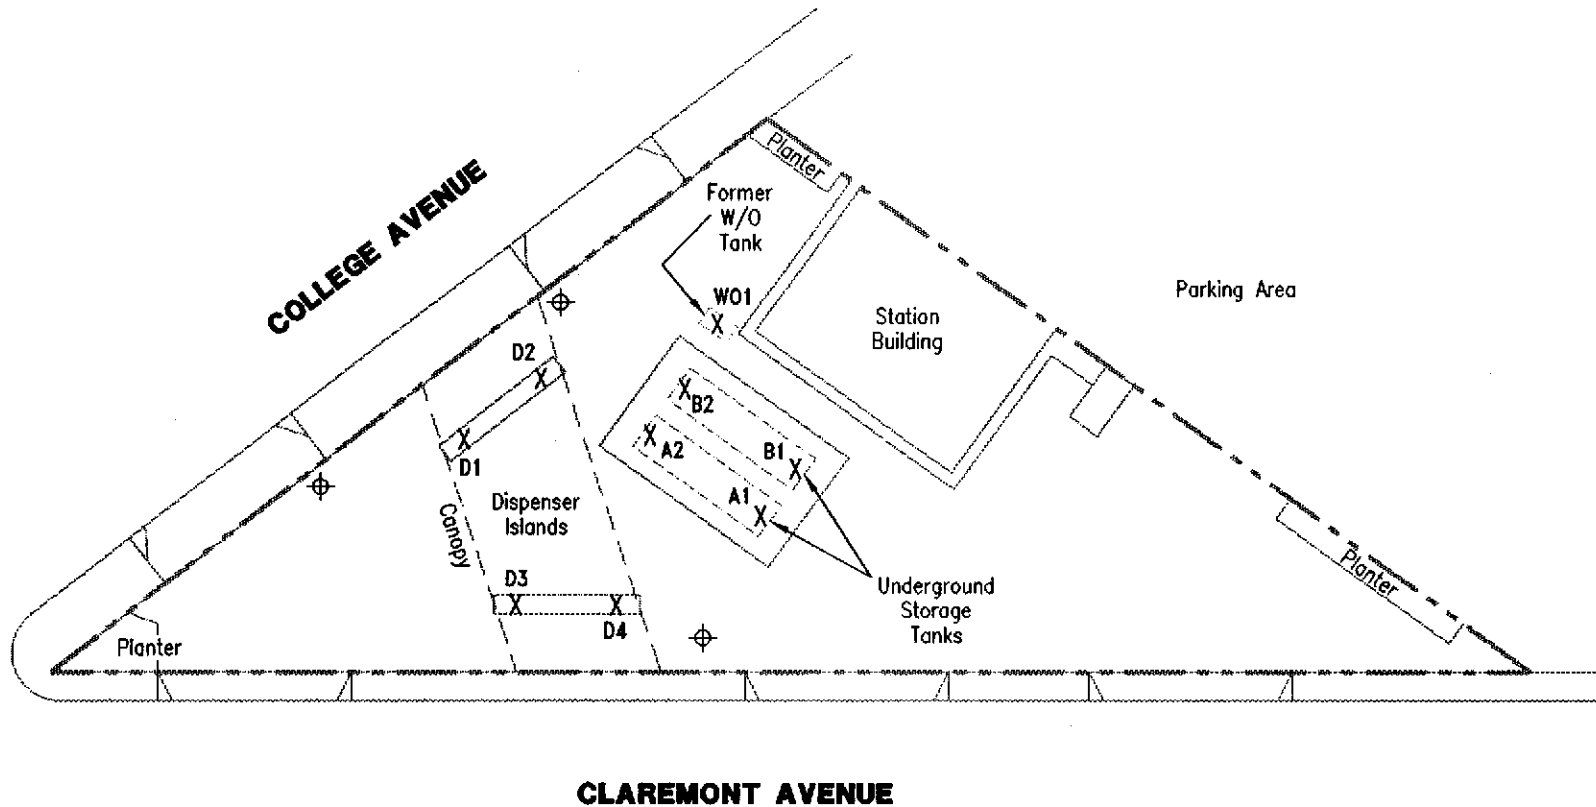 COLLEGE AVENUE
Planter
Former
W/O
Tank
WO1
Parking Area
Station
Building
D2
D1
B2
A2
B1
A1
Dispenser
Islands
Canopy
D3
D4
Underground
Storage
Tanks
Planter
Planter
CLAREMONT AVENUE